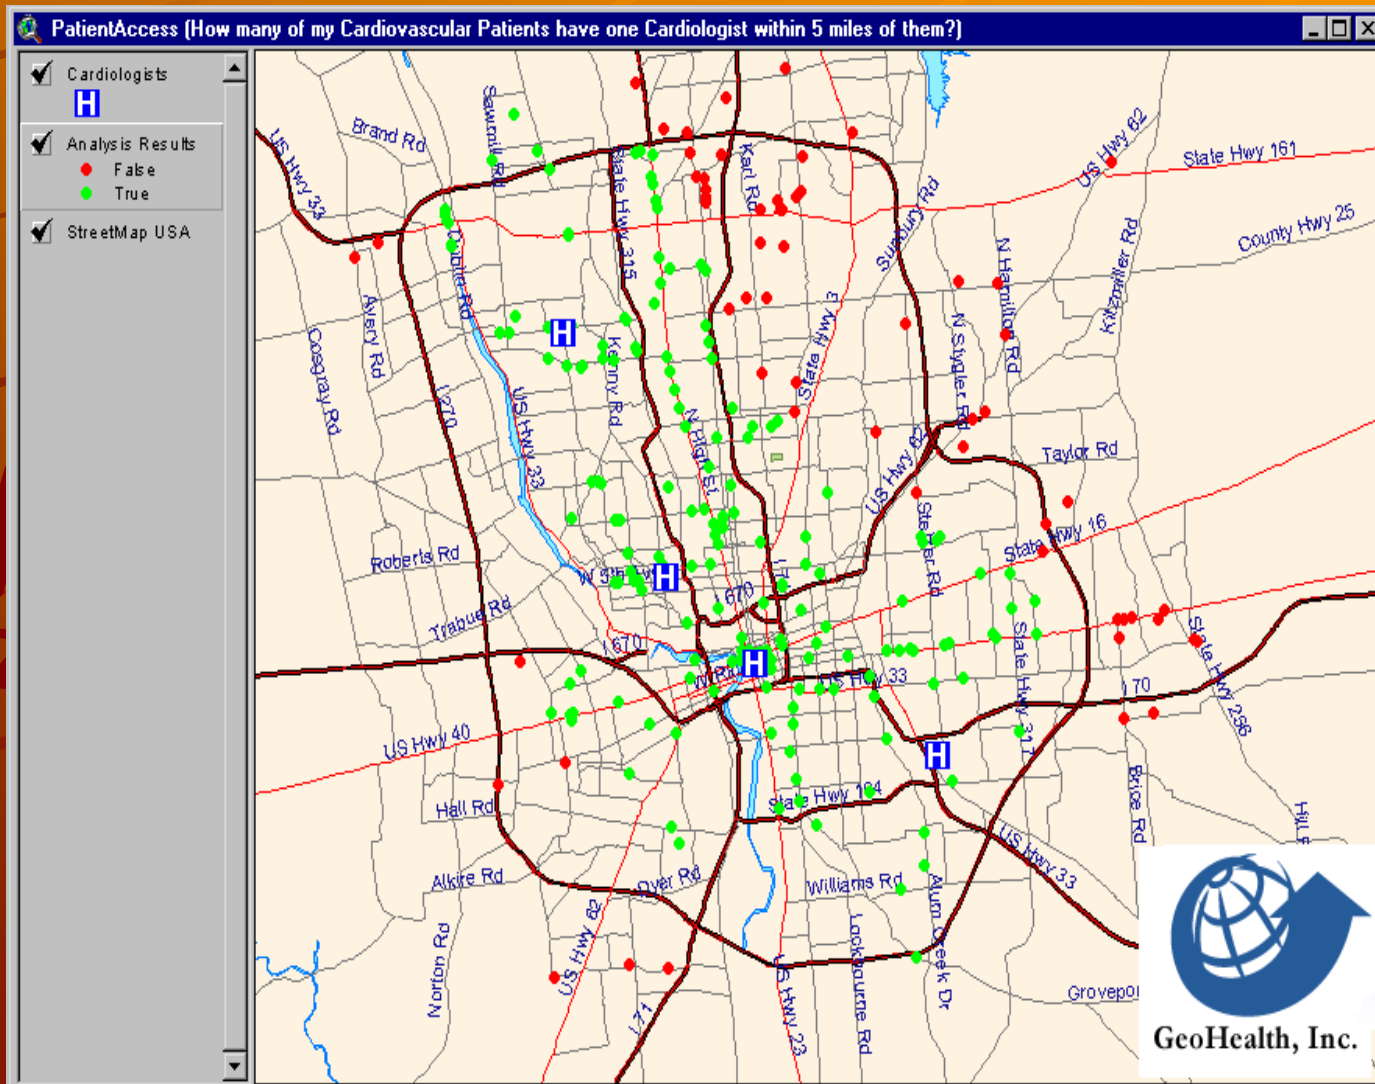 PatientAccess (How many of my Cardiovascular Patients have one Cardiologist within 5 miles of them?)
Cardiologists
H
Analysis Results
False
True
StreetMap USA
Brand Rd
Sawmill Rd
US Hwy 33
State Hwy 315
Karl Rd
US Hwy 62
State Hwy 161
Sunbury Rd
County Hwy 25
Dublin Rd
N Hamilton Rd
Kitzmiller Rd
Avery Rd
Cosgray Rd
H
Kenny Rd
State Hwy 3
N Stygler Rd
I 270
US Hwy 33
N High St
US Hwy 62
Taylor Rd
Stelzer Rd
State Hwy 16
Roberts Rd
W 5th
H
I 670
Trabue Rd
I 670
H
US Hwy 33
State Hwy 317
I 70
State Hwy 256
US Hwy 40
H
Hall Rd
State Hwy 104
Brice Rd
US Hwy 33
Alkire Rd
Dyer Rd
Williams Rd
Alum Creek Dr
Norton Rd
US Hwy 62
Lockbourne Rd
US Hwy 23
I 71
GeoHealth, Inc.